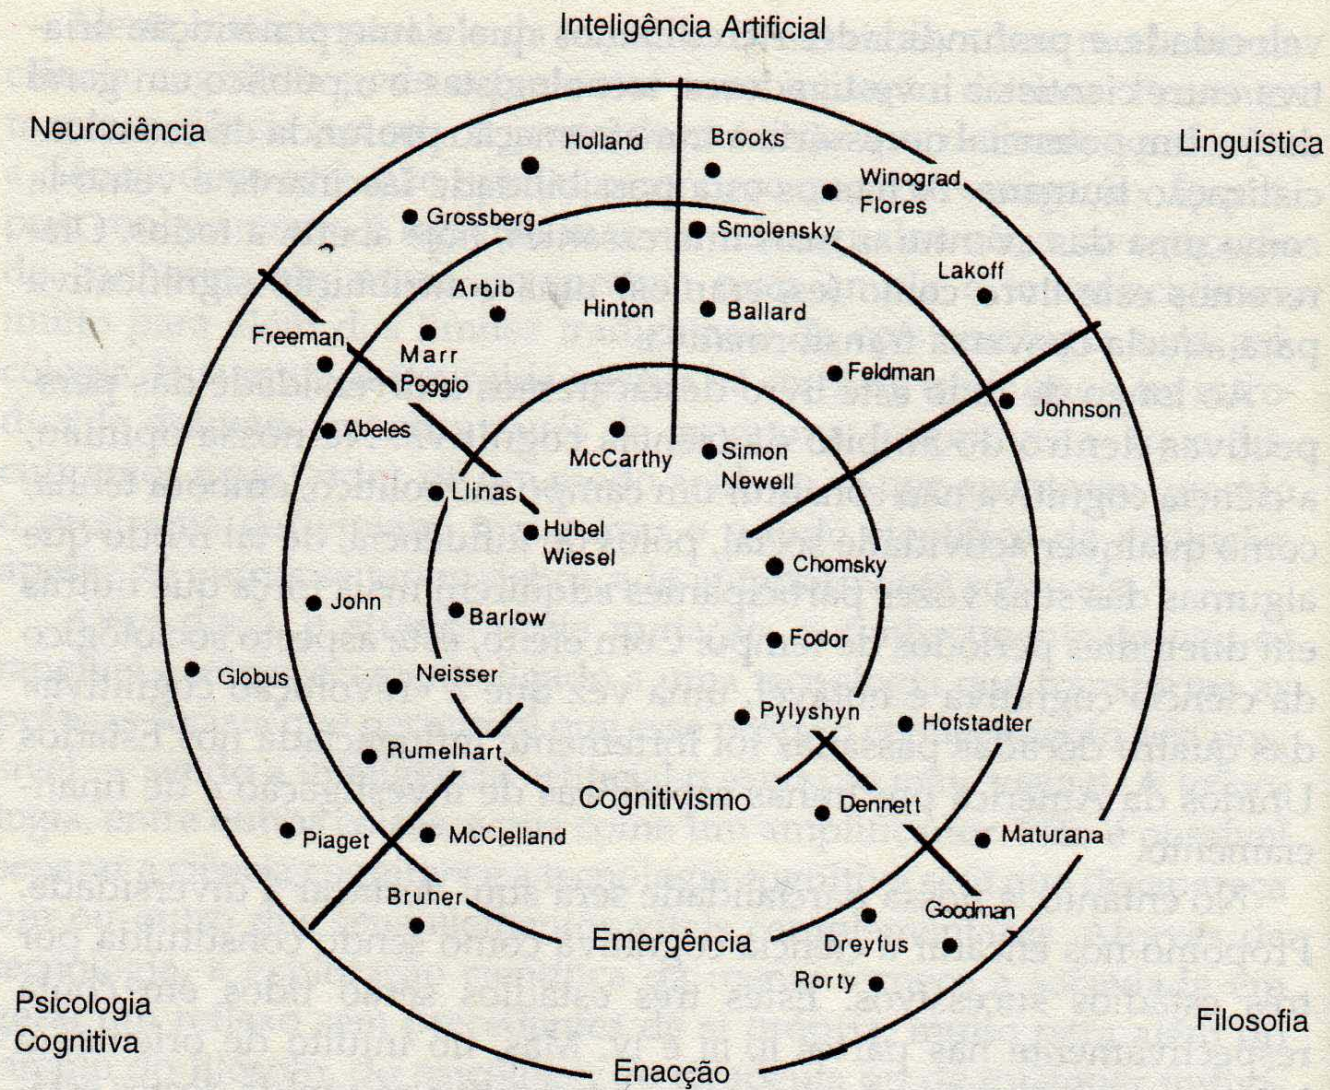 Inteligência Artificial
Neurociência
Linguística
Holland
Brooks
Winograd
Flores
Grossberg
Smolensky
Lakoff
Arbib
Hinton
Ballard
Freeman
Marr
Poggio
Feldman
Johnson
Abeles
McCarthy
Simon
Newell
Llinas
Hubel
Wiesel
Chomsky
John
Barlow
Fodor
Globus
Neisser
Pylyshyn
Hofstadter
Rumelhart
Cognitivismo
Dennett
Piaget
McClelland
Maturana
Bruner
Goodman
Emergência
Dreyfus
Rorty
Psicologia
Cognitiva
Filosofia
Enacção